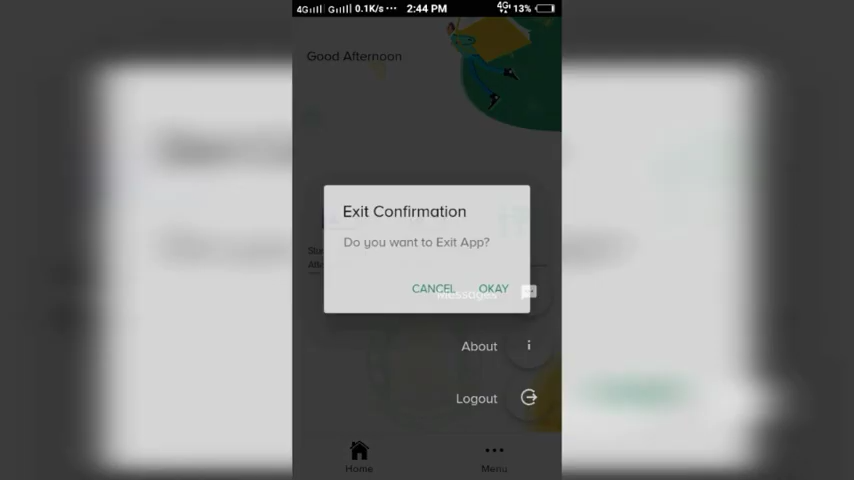 4G 4G 0.1K/s ··· 2:44 PM 4G 13%
Good Afternoon
Exit Confirmation
Do you want to Exit App?
CANCEL OKAY
Messages
About
Logout
Home Menu